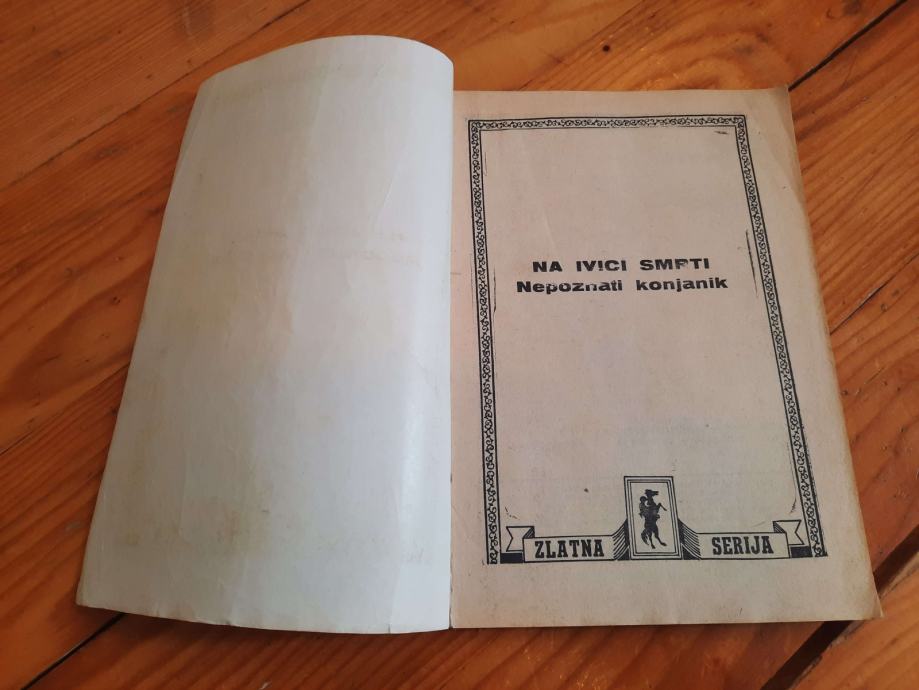 NA IVICI SMRTI
Nepoznati konjanik
ZLATNA SERIJA